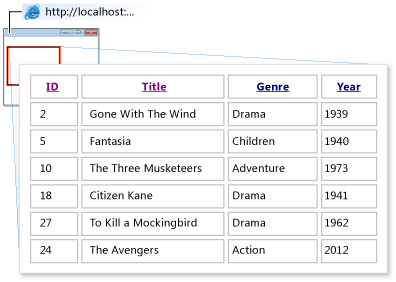 http://localhost:...
ID Title Genre Year
2 Gone With The Wind Drama 1939
5 Fantasia Children 1940
10 The Three Musketeers Adventure 1973
18 Citizen Kane Drama 1941
27 To Kill a Mockingbird Drama 1962
24 The Avengers Action 2012